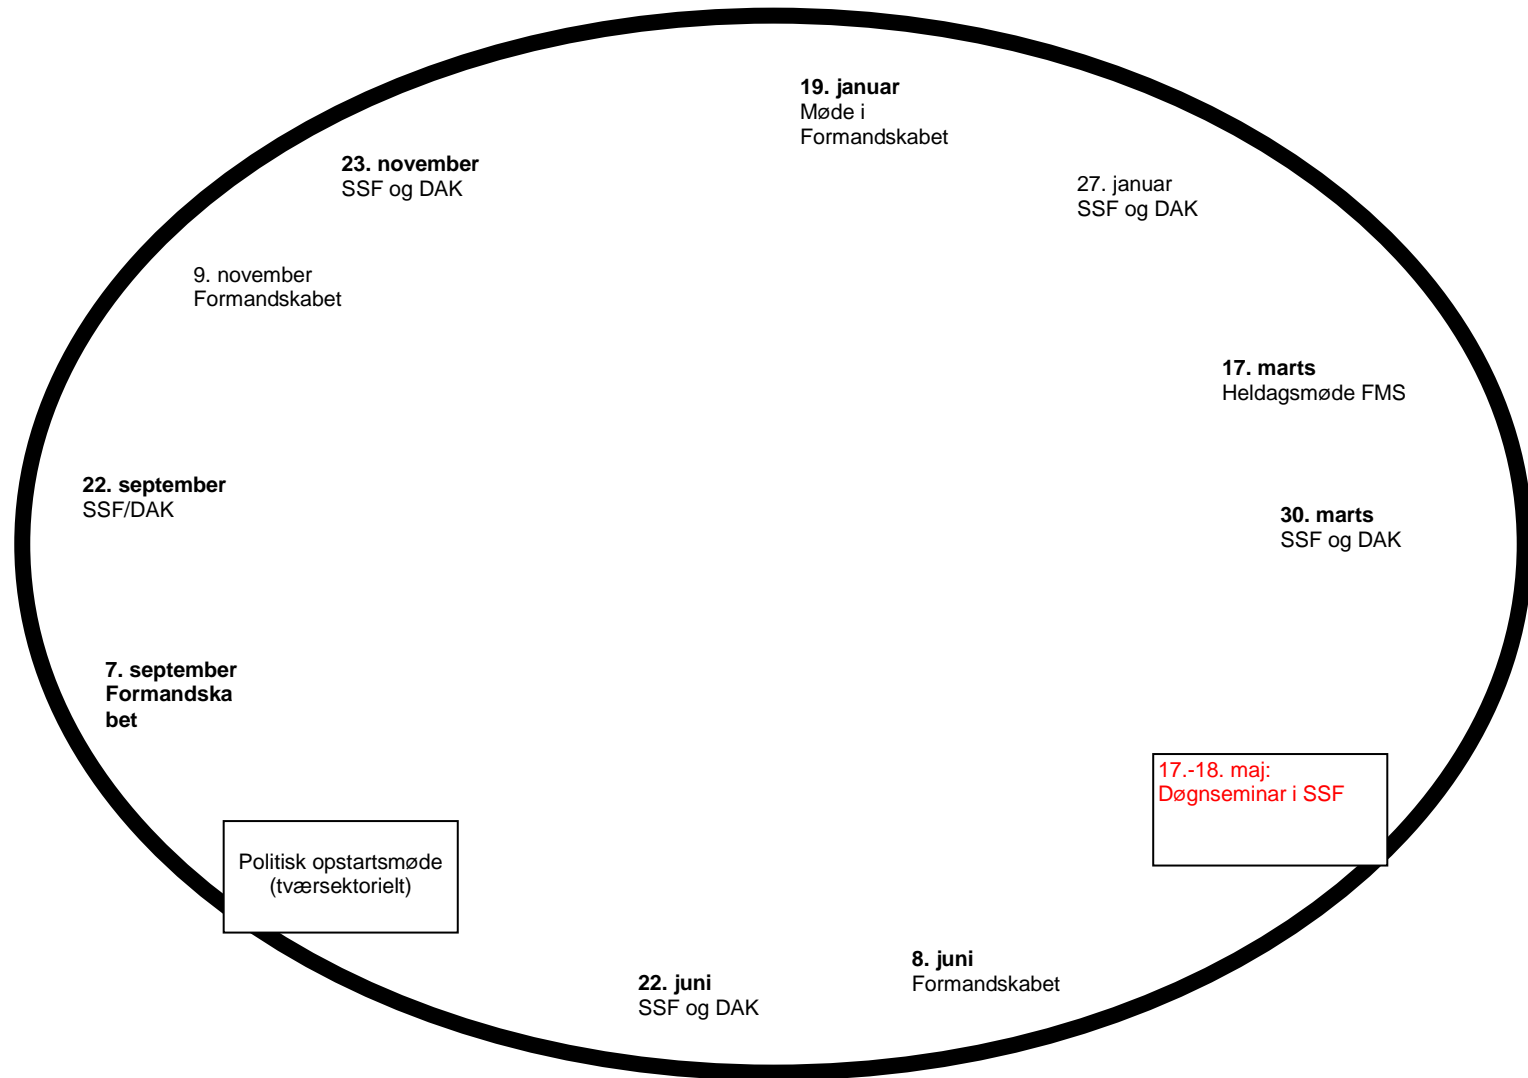 19. januar
Møde i
Formandskabet
23. november
SSF og DAK
27. januar
SSF og DAK
9. november
Formandskabet
17. marts
Heldagsmøde FMS
22. september
SSF/DAK
30. marts
SSF og DAK
7. september
Formandska
bet
17.-18. maj:
Døgnseminar i SSF
Politisk opstartsmøde
(tværsektorielt)
8. juni
Formandskabet
22. juni
SSF og DAK